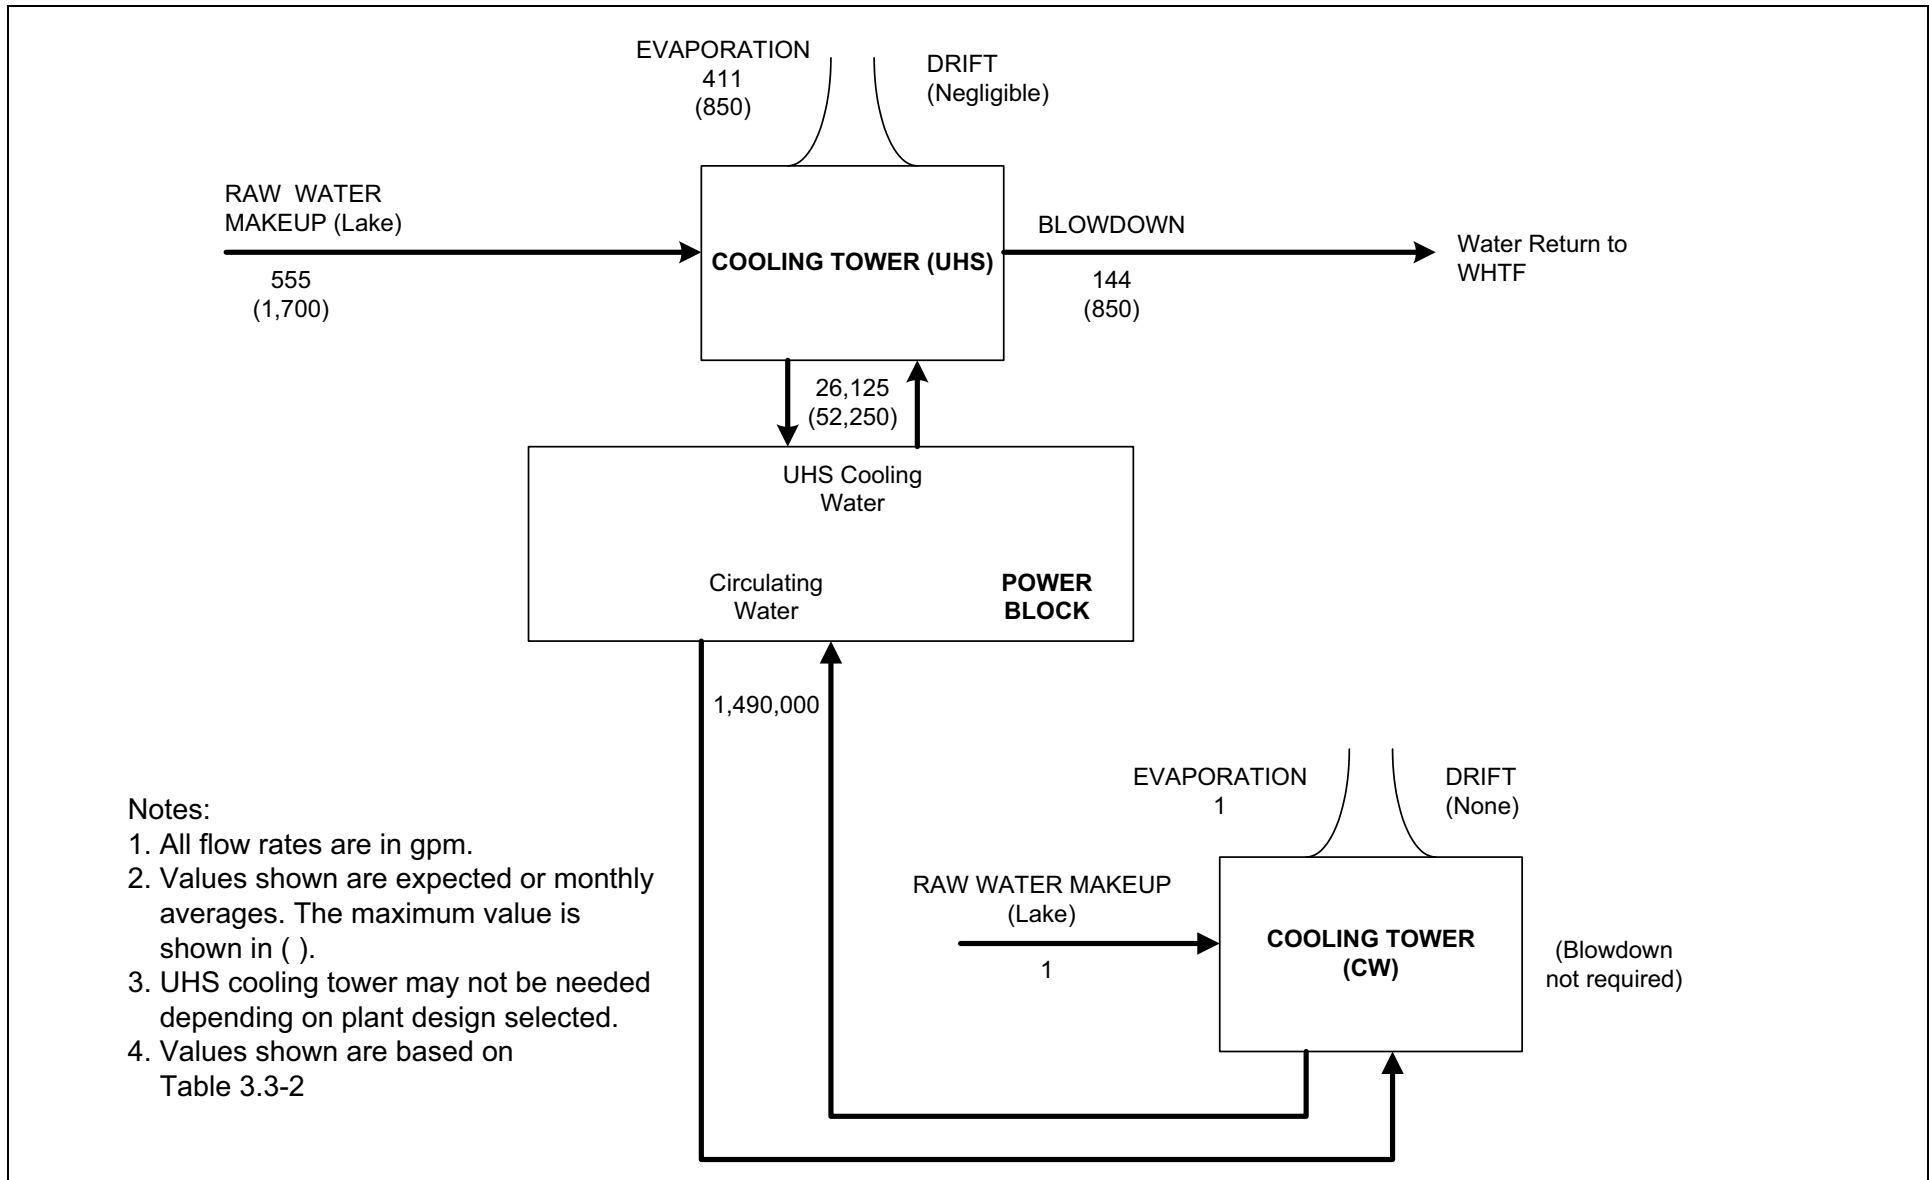 EVAPORATION
411
(850)
DRIFT
(Negligible)
RAW WATER
MAKEUP (Lake)
555
(1,700)
COOLING TOWER (UHS)
BLOWDOWN
144
(850)
Water Return to
WHTF
26,125
(52,250)
UHS Cooling
Water
Circulating
Water
POWER
BLOCK
1,490,000
EVAPORATION
1
DRIFT
(None)
RAW WATER MAKEUP
(Lake)
1
COOLING TOWER
(CW)
(Blowdown
not required)
Notes:
1. All flow rates are in gpm.
2. Values shown are expected or monthly
averages. The maximum value is
shown in ( ).
3. UHS cooling tower may not be needed
depending on plant design selected.
4. Values shown are based on
Table 3.3-2